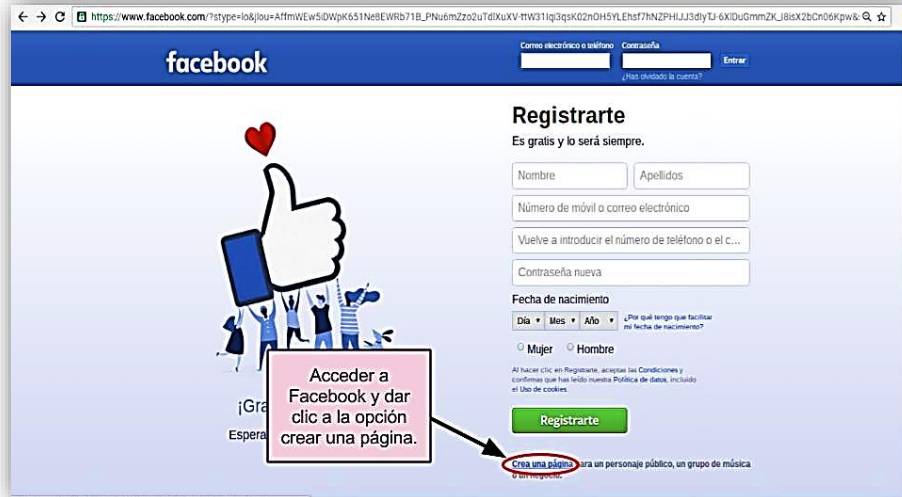 https://www.facebook.com/?stype=lo&jlou=
facebook
Correo electrónico o teléfono Contraseña
Entrar
¿Has olvidado la cuenta?
Registrarte
Es gratis y lo será siempre.
Nombre Apellidos
Número de móvil o correo electrónico
Vuelve a introducir el número de teléfono o el c...
Contraseña nueva
Fecha de nacimiento
Día Mes Año ¿Por qué tengo que facilitar
mi fecha de nacimiento?
Mujer Hombre
Al hacer clic en Registrarte, aceptas las Condiciones y
confirmas que has leído nuestra Política de datos, incluido
el Uso de cookies.
Registrarte
Crea una página para un personaje público, un grupo de música
o un negocio.
Acceder a
Facebook y dar
clic a la opción
crear una página.
¡Gra
Espera